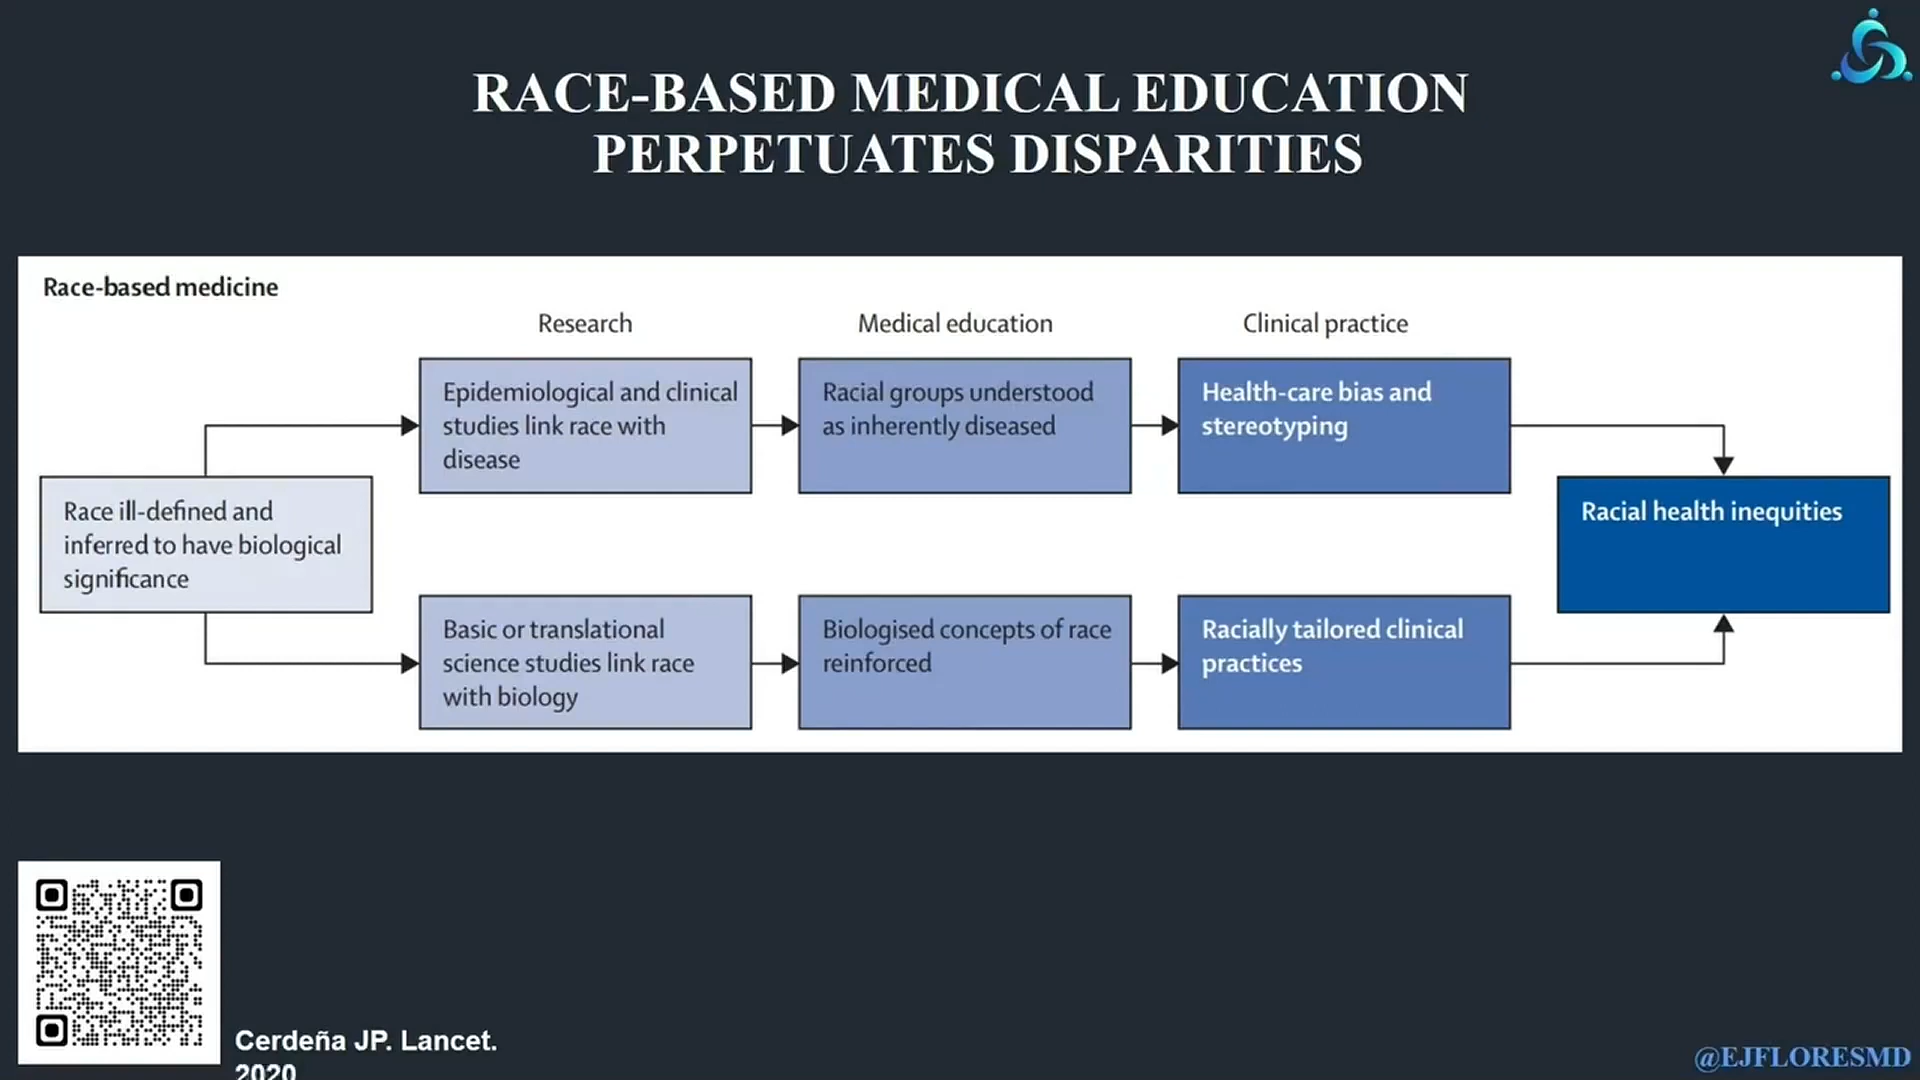 RACE-BASED MEDICAL EDUCATION
PERPETUATES DISPARITIES
Race-based medicine
Research
Medical education
Clinical practice
Epidemiological and clinical
studies link race with
disease
Racial groups understood
as inherently diseased
Health-care bias and
stereotyping
Race ill-defined and
inferred to have biological
significance
Racial health inequities
Basic or translational
science studies link race
with biology
Biologised concepts of race
reinforced
Racially tailored clinical
practices
Cerdeña JP. Lancet.
2020
@EJFLORESMD